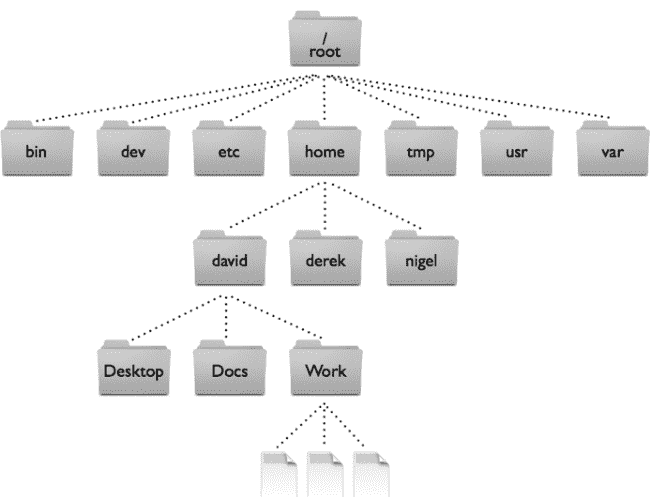 /
root
bin
dev
etc
home
tmp
usr
var
david
derek
nigel
Desktop
Docs
Work